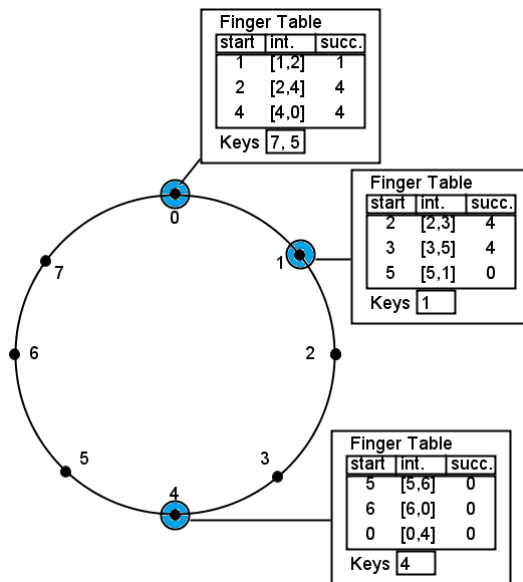 Finger Table
start int. succ.
1 [1,2] 1
2 [2,4] 4
4 [4,0] 4
Keys 7, 5
Finger Table
start int. succ.
2 [2,3] 4
3 [3,5] 4
5 [5,1] 0
Keys 1
0
1
7
6
2
5
3
4
Finger Table
start int. succ.
5 [5,6] 0
6 [6,0] 0
0 [0,4] 0
Keys 4